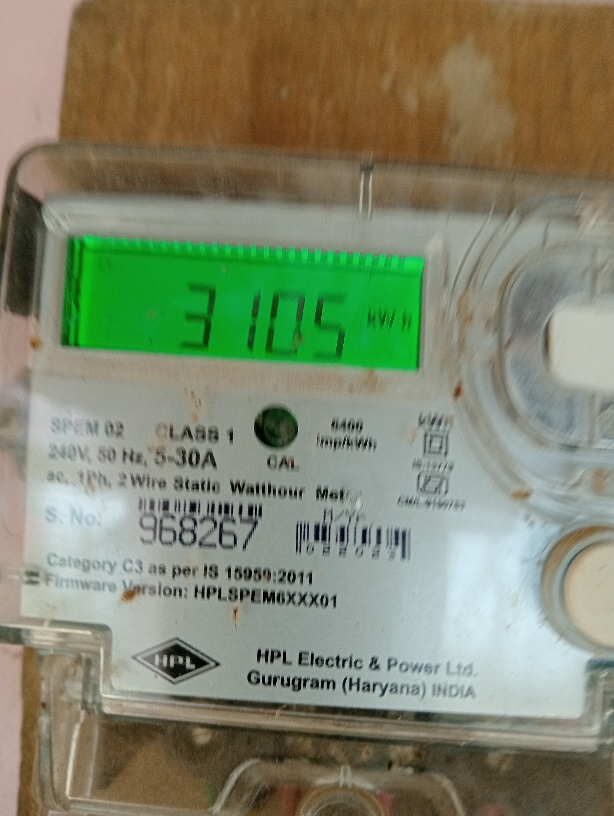 3105 kWh
SPEM 02 CLASS 1
6400 imp/kWh
kWh
240V, 50 Hz, 5-30A
CAL
ac, 1Ph, 2 Wire Static Watthour
S. No:
968267
Category C3 as per IS 15959:2011
Firmware Version: HPLSPEM6XXX01
HPL
HPL Electric & Power Ltd.
Gurugram (Haryana) INDIA